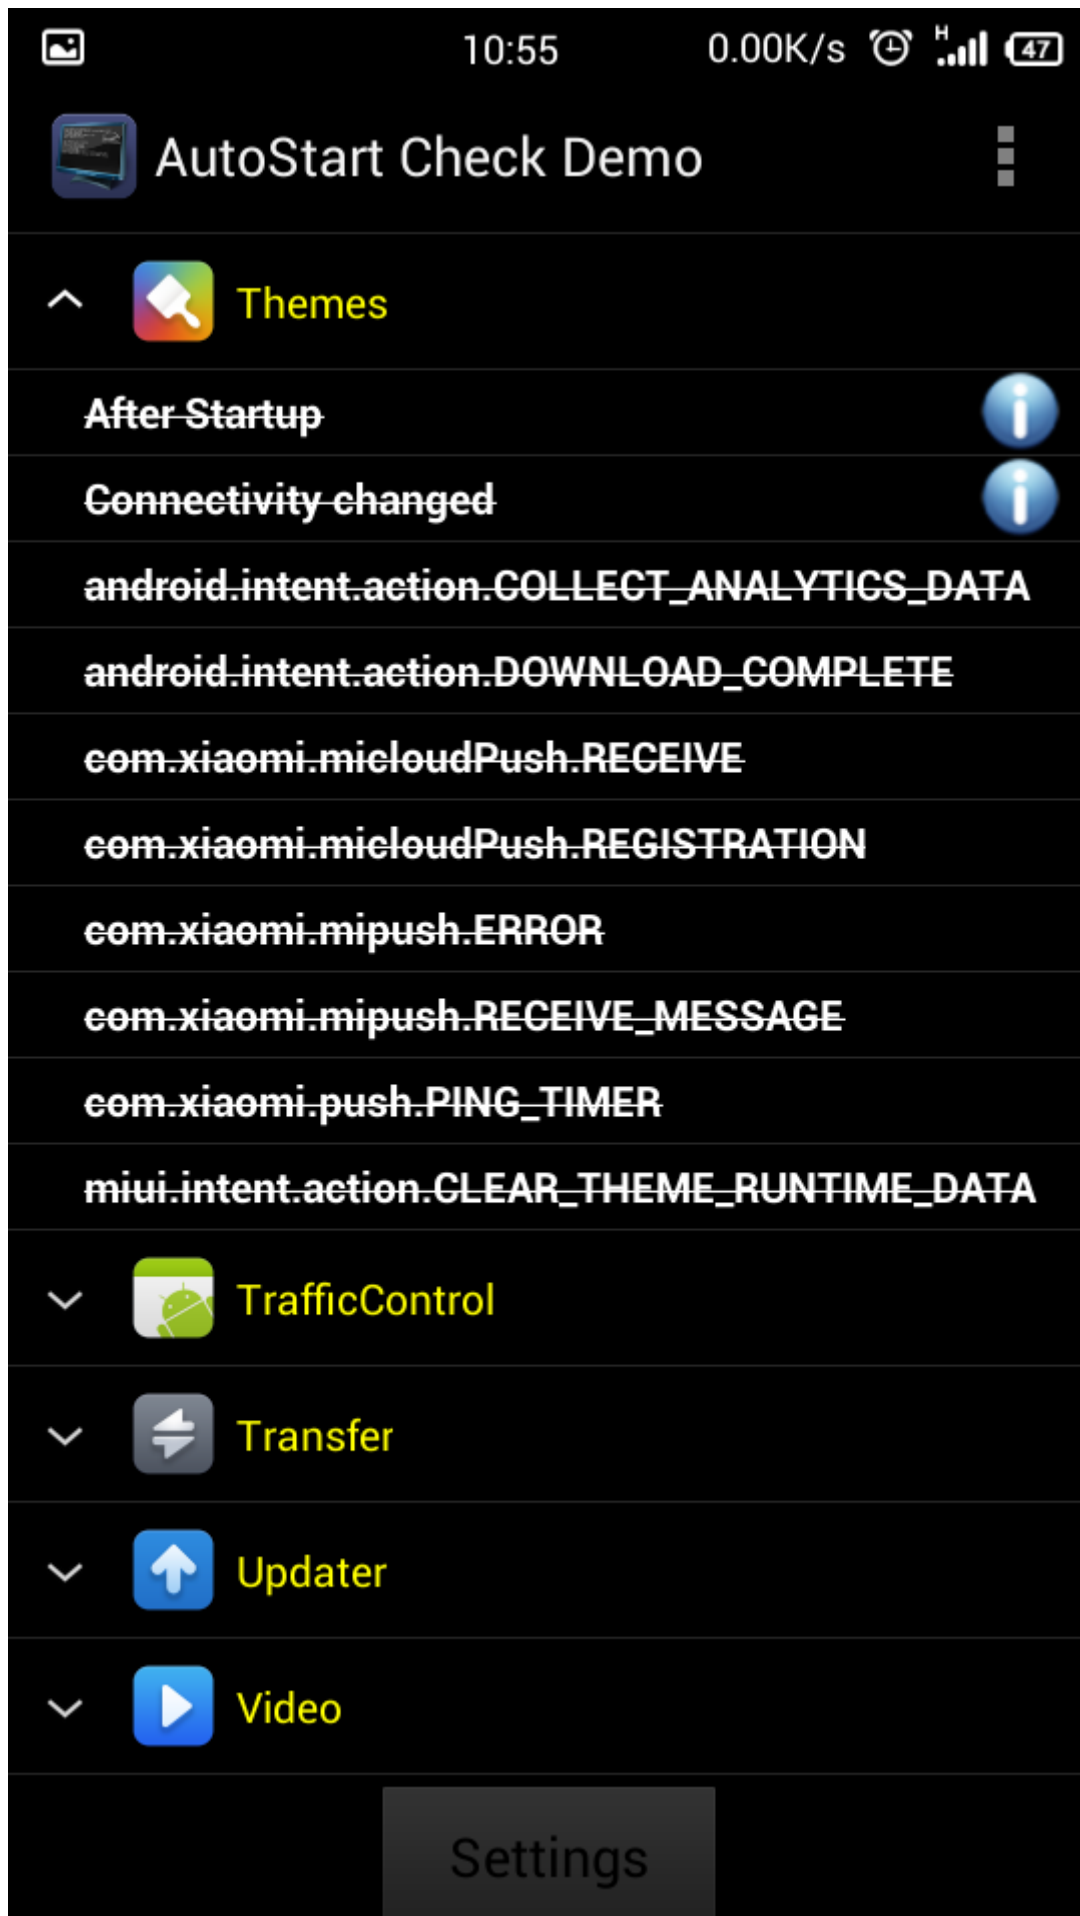 10:55 0.00K/s H 47
AutoStart Check Demo
Themes
After Startup
Connectivity changed
android.intent.action.COLLECT_ANALYTICS_DATA
android.intent.action.DOWNLOAD_COMPLETE
com.xiaomi.micloudPush.RECEIVE
com.xiaomi.micloudPush.REGISTRATION
com.xiaomi.mipush.ERROR
com.xiaomi.mipush.RECEIVE_MESSAGE
com.xiaomi.push.PING_TIMER
miui.intent.action.CLEAR_THEME_RUNTIME_DATA
TrafficControl
Transfer
Updater
Video
Settings